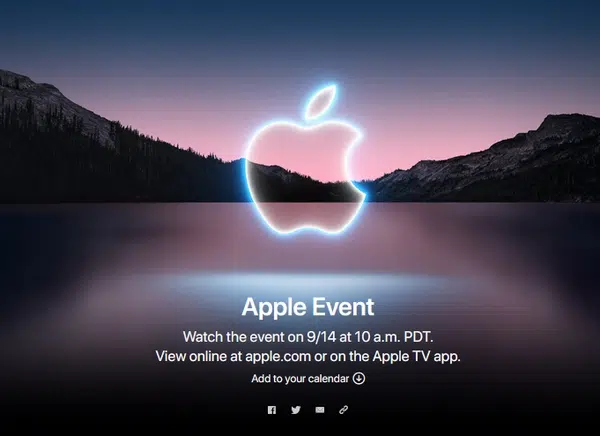 Apple Event
Watch the event on 9/14 at 10 a.m. PDT.
View online at apple.com or on the Apple TV app.
Add to your calendar